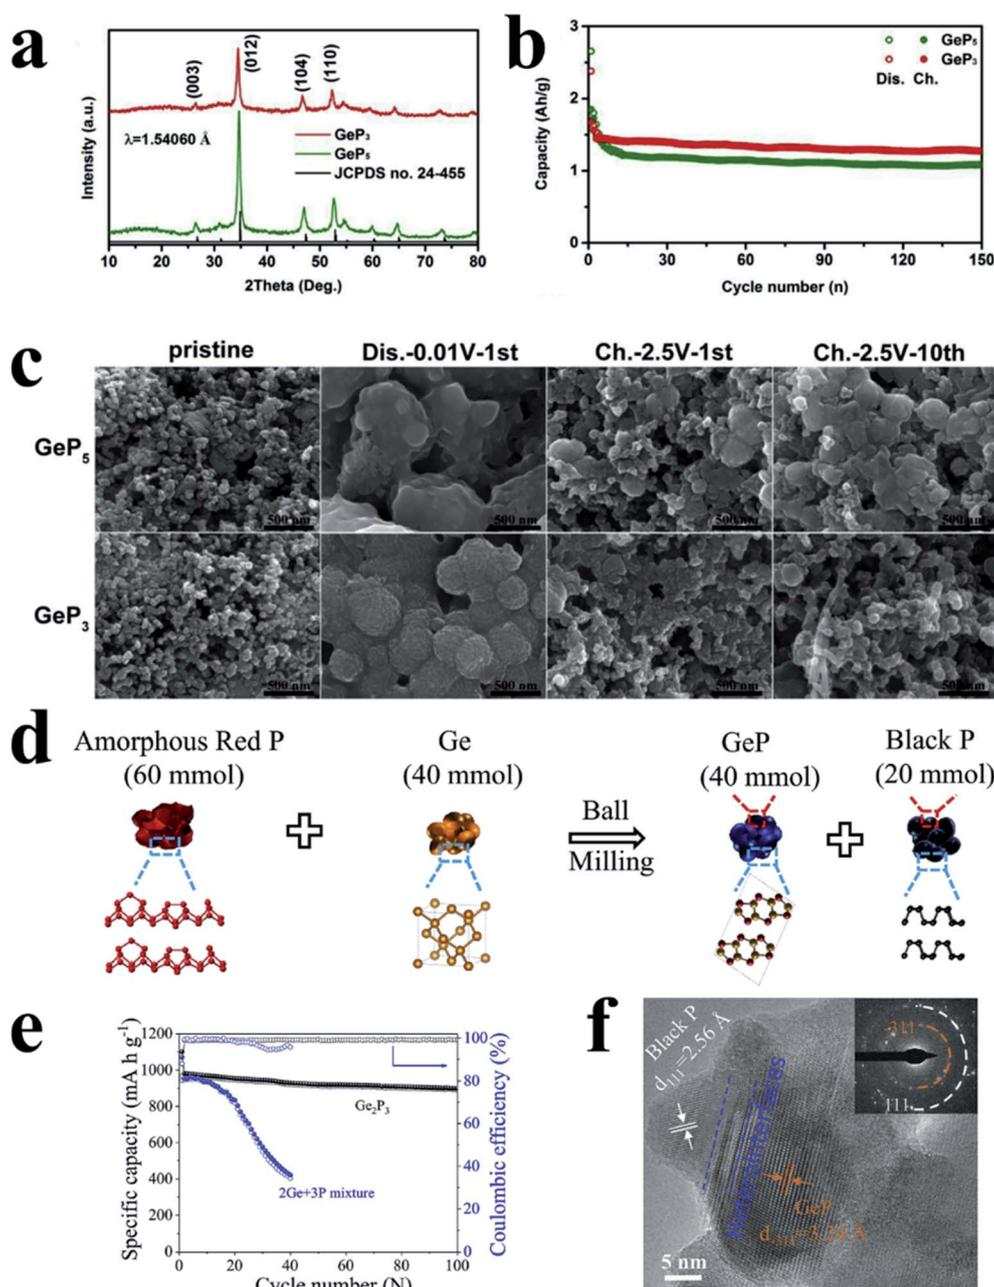 a
Intensity (a.u.)
(003)
(012)
(104)
(110)
λ=1.54060 Å
GeP₃
GeP₅
JCPDS no. 24-455
10 20 30 40 50 60 70 80
2Theta (Deg.)
b
Capacity (Ah/g)
3
2
1
0
GeP₅
GeP₃
Dis. Ch.
0 30 60 90 120 150
Cycle number (n)
c
pristine Dis.-0.01V-1st Ch.-2.5V-1st Ch.-2.5V-10th
GeP₅
500 nm 500 nm 500 nm 500 nm
GeP₃
500 nm 500 nm 500 nm 500 nm
d
Amorphous Red P
(60 mmol)
Ge
(40 mmol)
Ball
Milling
GeP
(40 mmol)
Black P
(20 mmol)
e
Specific capacity (mA h g⁻¹)
1200
1000
800
600
400
200
0
Ge₂P₃
2Ge+3P mixture
100
80
60
40
20
0
Coulombic efficiency (%)
0 20 40 60 80 100
Cycle number (N)
f
Black P
d₁₁₁=2.56 Å
Heterointerfaces
GeP
d₋₃₁₁=3.24 Å
-311
111
5 nm